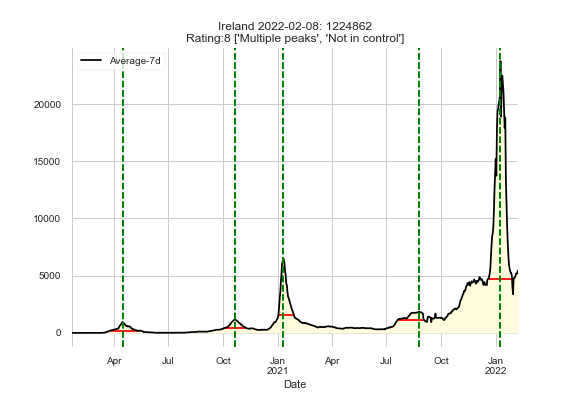 Ireland 2022-02-08: 1224862
Rating:8 ['Multiple peaks', 'Not in control']
Average-7d
20000
15000
10000
5000
0
Apr Jul Oct Jan Apr Jul Oct Jan
2021 2022
Date